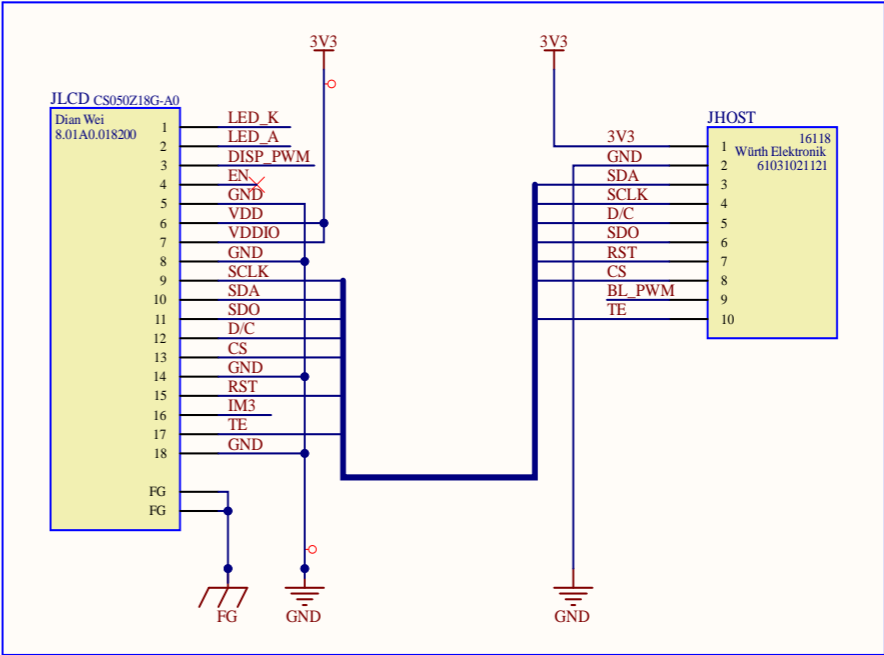 3V3
3V3
JLCD CS050Z18G-A0
Dian Wei
8.01A0.018200
1 LED_K
2 LED_A
3 DISP_PWM
4 EN
5 GND
6 VDD
7 VDDIO
8 GND
9 SCLK
10 SDA
11 SDO
12 D/C
13 CS
14 GND
15 RST
16 IM3
17 TE
18 GND
FG
FG
FG
GND
JHOST
16118
Würth Elektronik
61031021121
3V3 1
GND 2
SDA 3
SCLK 4
D/C 5
SDO 6
RST 7
CS 8
BL_PWM 9
TE 10
GND